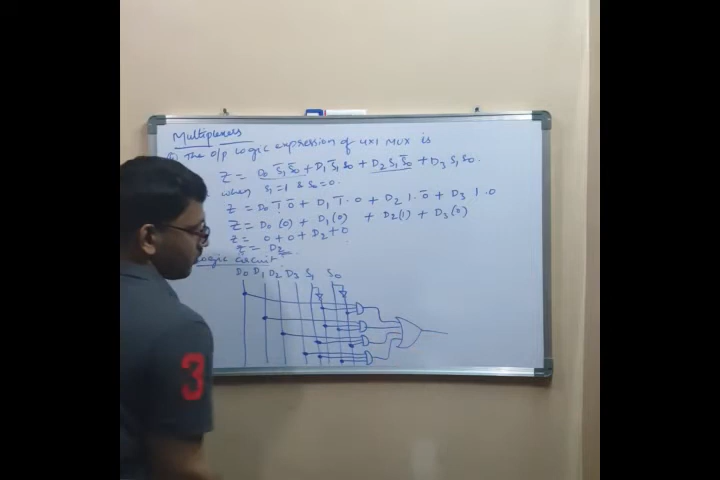 Multiplexers
The o/p logic expression of 4x1 MUX is
Z = D₀ S̅₁ S̅₀ + D₁ S̅₁ S₀ + D₂ S₁ S̅₀ + D₃ S₁ S₀.
when S₁=1 & S₀=0.
Z = D₀ 1̅ 0̅ + D₁ 1̅·0 + D₂ 1·0̅ + D₃ 1·0
Z = D₀(0) + D₁(0) + D₂(1) + D₃(0)
Z = 0+0+D₂+0
Z = D₂
Logic circuit
D₀ D₁ D₂ D₃ S₁ S₀
3